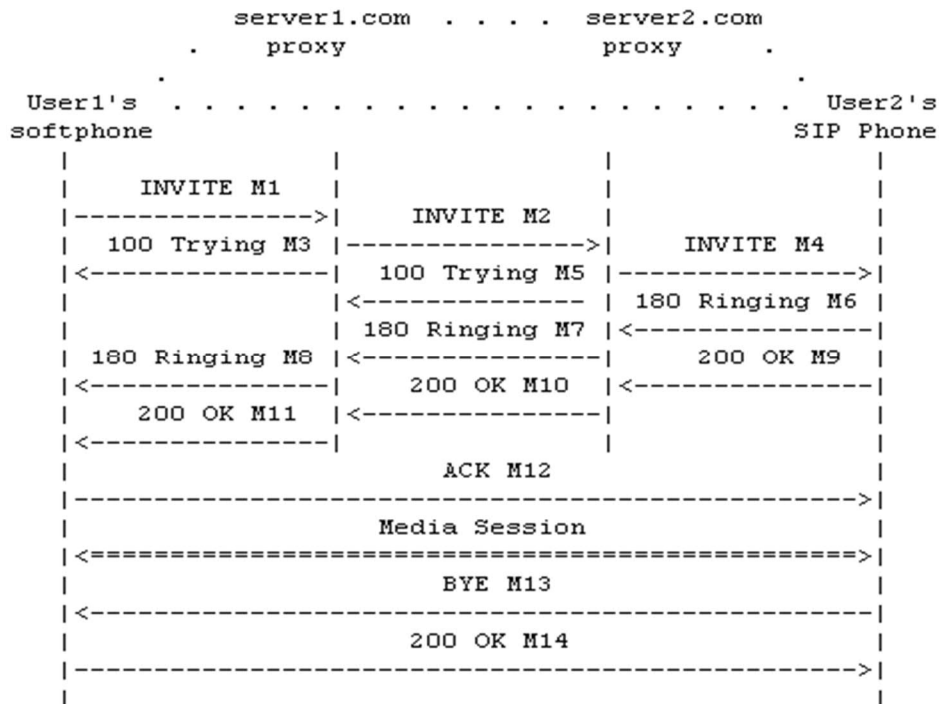 server1.com . . . . server2.com
. proxy proxy .
. .
User1's . . . . . . . . . . . . . . . . . . . . User2's
softphone SIP Phone
| | | |
| INVITE M1 | | |
|--------------->| INVITE M2 | |
| 100 Trying M3 |--------------->| INVITE M4 |
|<---------------| 100 Trying M5 |--------------->|
| |<-------------- | 180 Ringing M6 |
| | 180 Ringing M7 |<---------------|
| 180 Ringing M8 |<---------------| 200 OK M9 |
|<---------------| 200 OK M10 |<---------------|
| 200 OK M11 |<---------------| |
|<---------------| | |
| ACK M12 |
|------------------------------------------------->|
| Media Session |
|<================================================>|
| BYE M13 |
|<-------------------------------------------------|
| 200 OK M14 |
|------------------------------------------------->|
| |